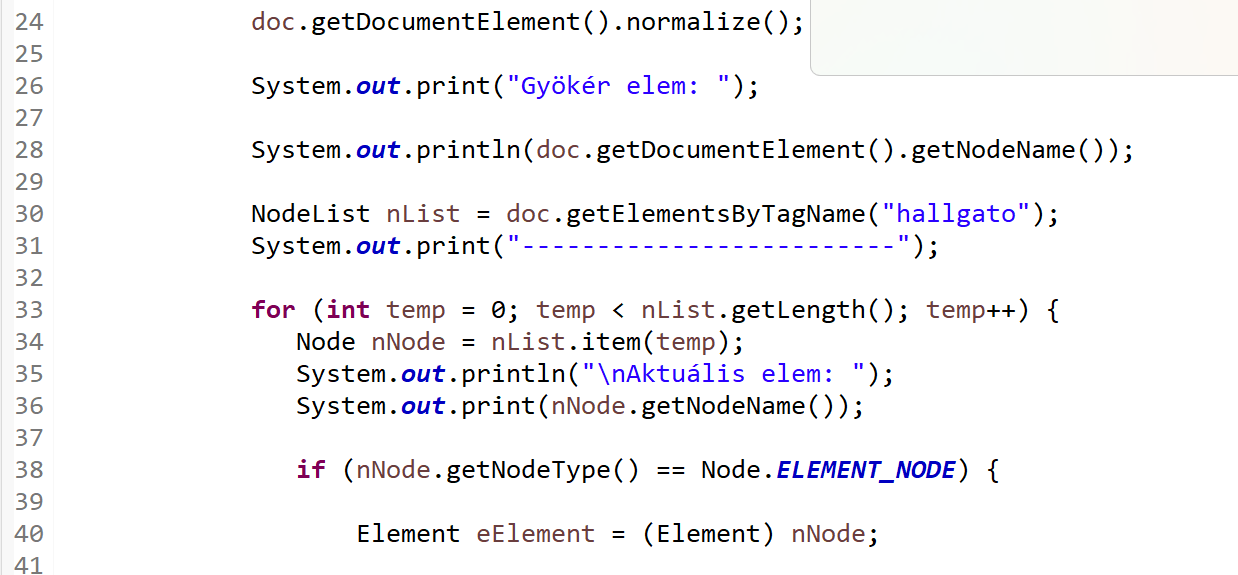 24 doc.getDocumentElement().normalize();
25
26 System.out.print("Gyökér elem: ");
27
28 System.out.println(doc.getDocumentElement().getNodeName());
29
30 NodeList nList = doc.getElementsByTagName("hallgato");
31 System.out.print("-------------------------");
32
33 for (int temp = 0; temp < nList.getLength(); temp++) {
34 Node nNode = nList.item(temp);
35 System.out.println("\nAktuális elem: ");
36 System.out.print(nNode.getNodeName());
37
38 if (nNode.getNodeType() == Node.ELEMENT_NODE) {
39
40 Element eElement = (Element) nNode;
41